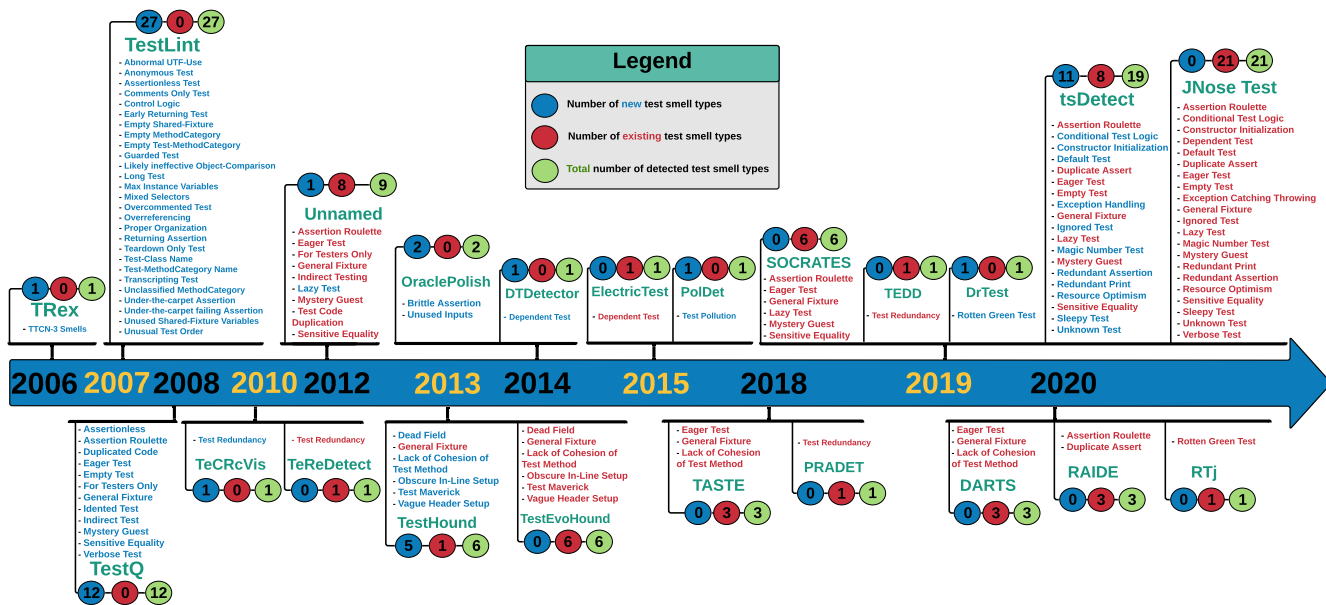 Legend
Number of new test smell types
Number of existing test smell types
Total number of detected test smell types
1 0 1
TRex
- TTCN-3 Smells
27 0 27
TestLint
- Abnormal UTF-Use
- Anonymous Test
- Assertionless Test
- Comments Only Test
- Control Logic
- Early Returning Test
- Empty Shared-Fixture
- Empty MethodCategory
- Empty Test-MethodCategory
- Guarded Test
- Likely ineffective Object-Comparison
- Long Test
- Max Instance Variables
- Mixed Selectors
- Overcommented Test
- Overreferencing
- Proper Organization
- Returning Assertion
- Teardown Only Test
- Test-Class Name
- Test-MethodCategory Name
- Transcripting Test
- Unclassified MethodCategory
- Under-the-carpet Assertion
- Under-the-carpet failing Assertion
- Unused Shared-Fixture Variables
- Unusual Test Order
1 8 9
Unnamed
- Assertion Roulette
- Eager Test
- For Testers Only
- General Fixture
- Indirect Testing
- Lazy Test
- Mystery Guest
- Test Code
Duplication
- Sensitive Equality
2 0 2
OraclePolish
- Brittle Assertion
- Unused Inputs
1 0 1
DTDetector
- Dependent Test
0 1 1
ElectricTest
- Dependent Test
1 0 1
PolDet
- Test Pollution
0 6 6
SOCRATES
- Assertion Roulette
- Eager Test
- General Fixture
- Lazy Test
- Mystery Guest
- Sensitive Equality
0 1 1
TEDD
- Test Redundancy
1 0 1
DrTest
- Rotten Green Test
11 8 19
tsDetect
- Assertion Roulette
- Conditional Test Logic
- Constructor Initialization
- Default Test
- Duplicate Assert
- Eager Test
- Empty Test
- Exception Handling
- General Fixture
- Ignored Test
- Lazy Test
- Magic Number Test
- Mystery Guest
- Redundant Assertion
- Redundant Print
- Resource Optimism
- Sensitive Equality
- Sleepy Test
- Unknown Test
0 21 21
JNose Test
- Assertion Roulette
- Conditional Test Logic
- Constructor Initialization
- Dependent Test
- Default Test
- Duplicate Assert
- Eager Test
- Empty Test
- Exception Catching Throwing
- General Fixture
- Ignored Test
- Lazy Test
- Magic Number Test
- Mystery Guest
- Redundant Print
- Redundant Assertion
- Resource Optimism
- Sensitive Equality
- Sleepy Test
- Unknown Test
- Verbose Test
2006 2007 2008 2010 2012 2013 2014 2015 2018 2019 2020
- Assertionless
- Assertion Roulette
- Duplicated Code
- Eager Test
- Empty Test
- For Testers Only
- General Fixture
- Idented Test
- Indirect Test
- Mystery Guest
- Sensitive Equality
- Verbose Test
TestQ
12 0 12
- Test Redundancy
TeCRcVis
1 0 1
- Test Redundancy
TeReDetect
0 1 1
- Dead Field
- General Fixture
- Lack of Cohesion of
Test Method
- Obscure In-Line Setup
- Test Maverick
- Vague Header Setup
TestHound
5 1 6
- Dead Field
- General Fixture
- Lack of Cohesion of
Test Method
- Obscure In-Line Setup
- Test Maverick
- Vague Header Setup
TestEvoHound
0 6 6
- Eager Test
- General Fixture
- Lack of Cohesion
of Test Method
TASTE
0 3 3
- Test Redundancy
PRADET
0 1 1
- Eager Test
- General Fixture
- Lack of Cohesion
of Test Method
DARTS
0 3 3
- Assertion Roulette
- Duplicate Assert
RAIDE
0 3 3
- Rotten Green Test
RTj
0 1 1